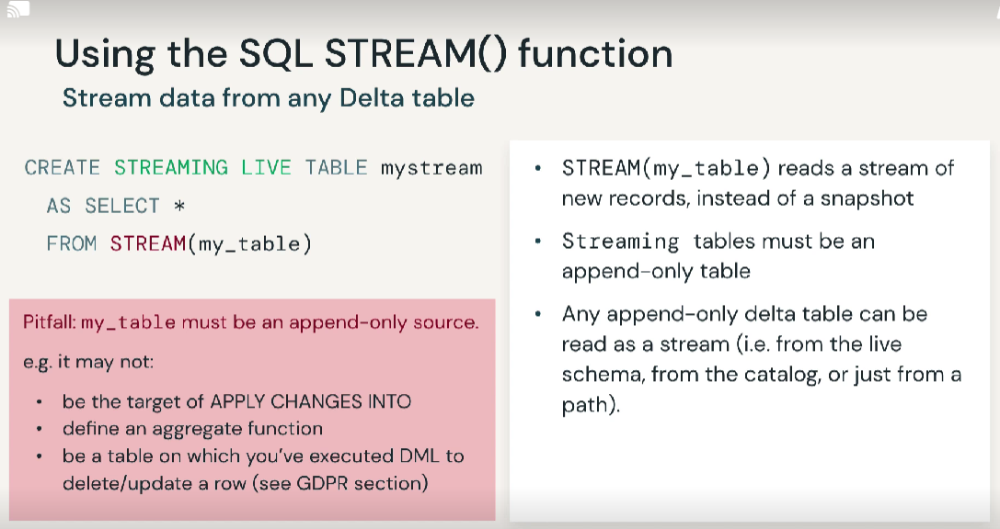 Using the SQL STREAM() function
Stream data from any Delta table
CREATE STREAMING LIVE TABLE mystream
AS SELECT *
FROM STREAM(my_table)
Pitfall: my_table must be an append-only source.
e.g. it may not:
• be the target of APPLY CHANGES INTO
• define an aggregate function
• be a table on which you've executed DML to
delete/update a row (see GDPR section)
• STREAM(my_table) reads a stream of
new records, instead of a snapshot
• Streaming tables must be an
append-only table
• Any append-only delta table can be
read as a stream (i.e. from the live
schema, from the catalog, or just from a
path).